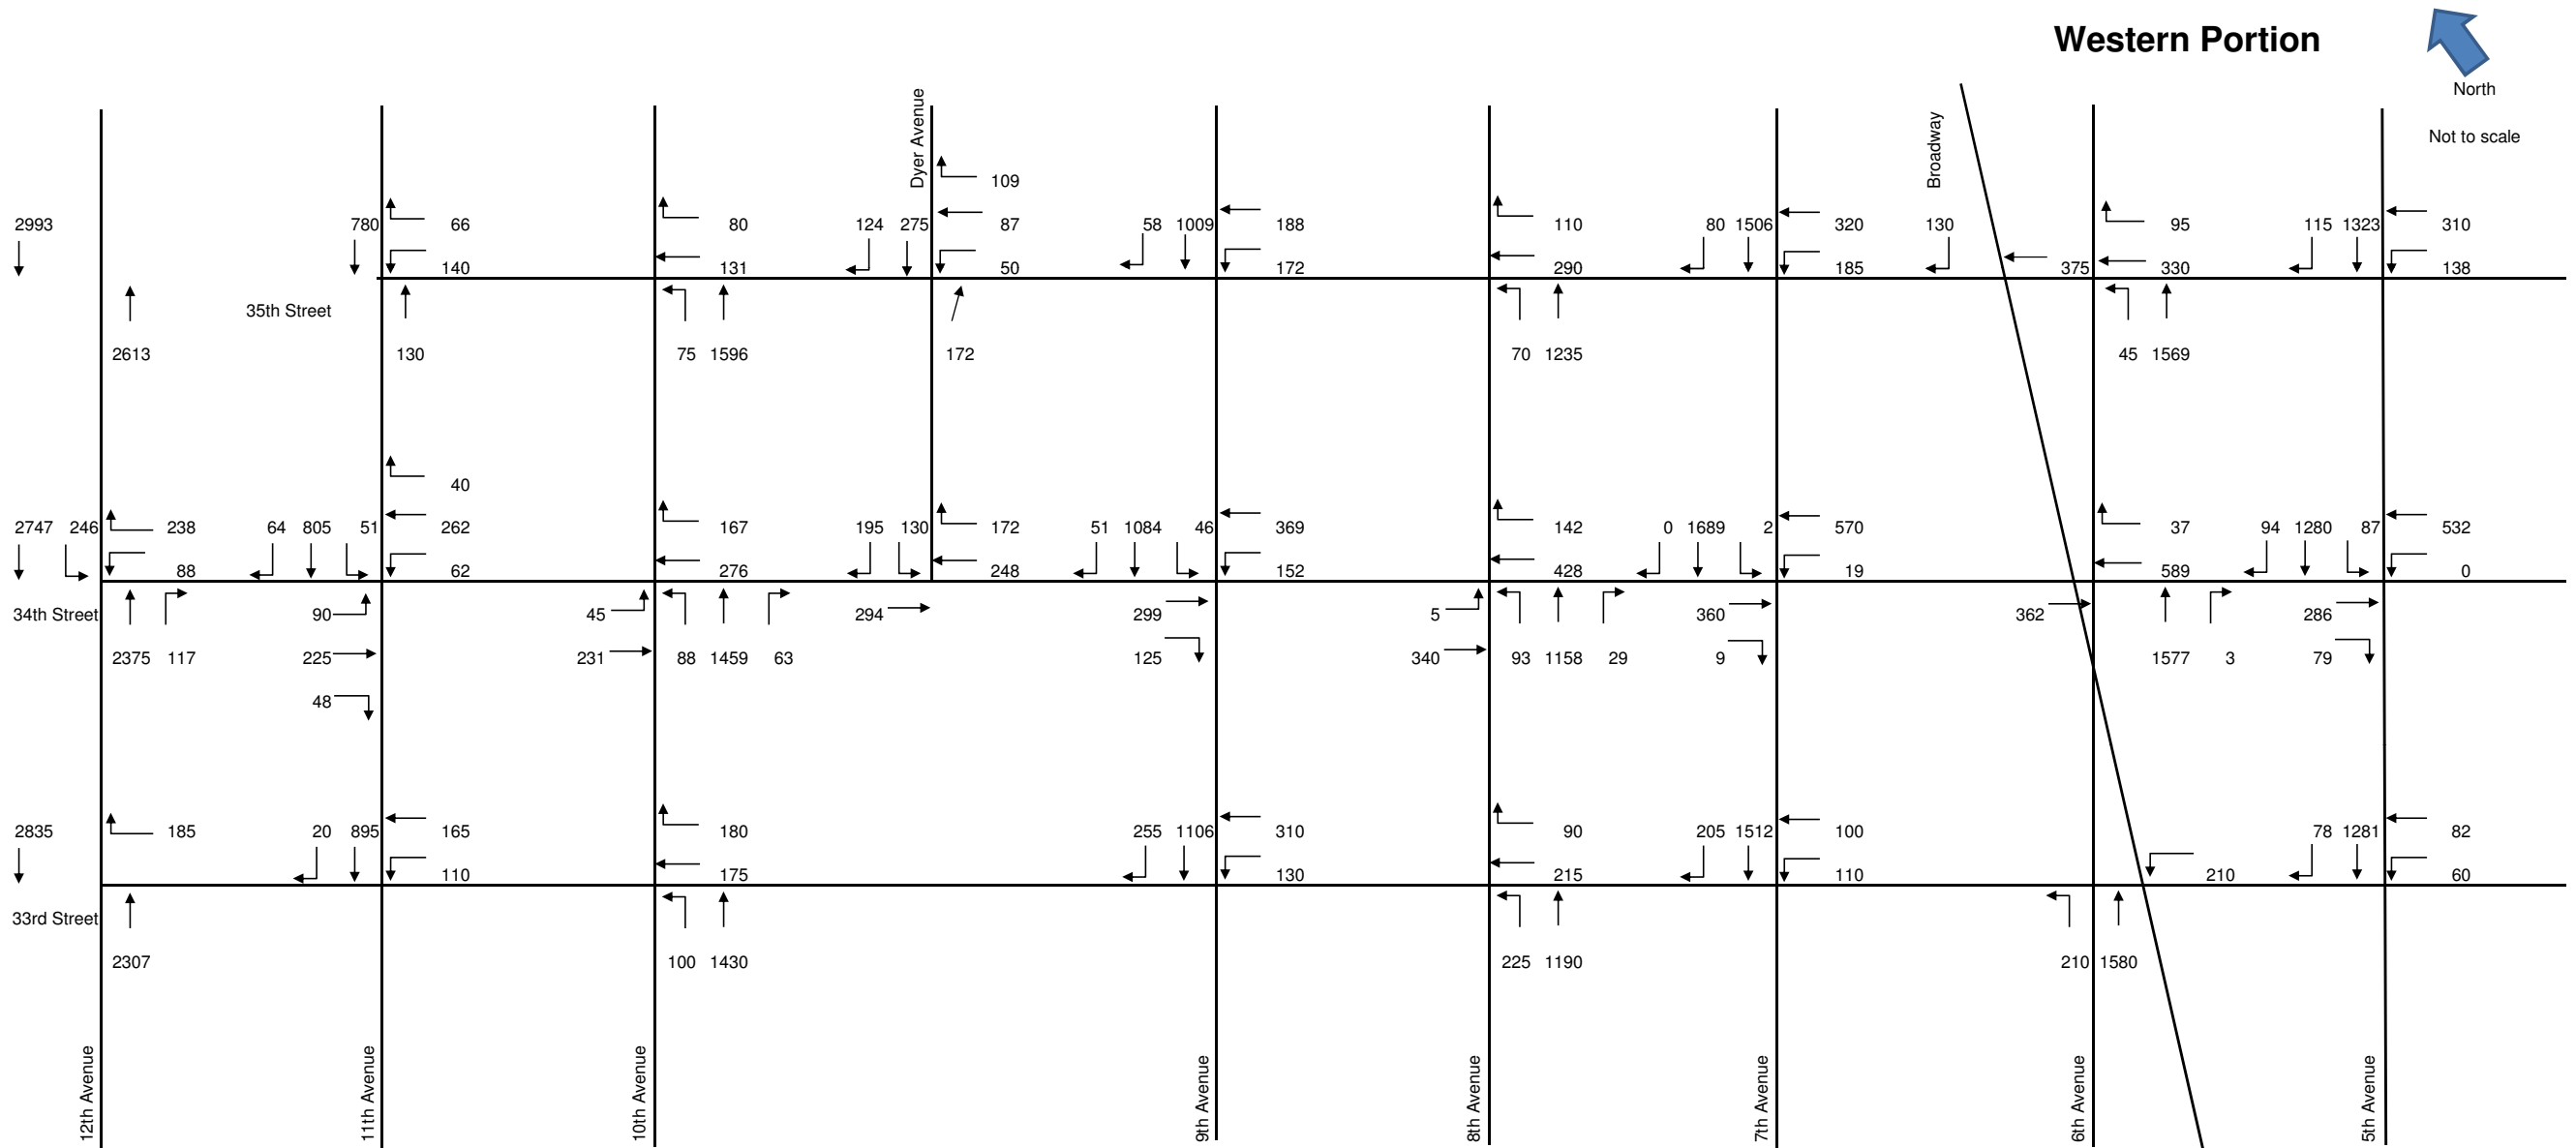 Western Portion
North
Not to scale
Dyer Avenue
Broadway
109
2993 780 66 80 124 275 87 58 1009 188 110 80 1506 320 130 95 115 1323 310
140 131 50 172 290 185 375 330 138
35th Street
2613 130 75 1596 172 70 1235 45 1569
40
2747 246 238 64 805 51 262 167 195 130 172 51 1084 46 369 142 0 1689 2 570 37 94 1280 87 532
88 62 276 248 152 428 19 589 0
34th Street 90 45 294 299 5 360 362 286
2375 117 225 231 88 1459 63 125 340 93 1158 29 9 1577 3 79
48
2835 185 20 895 165 180 255 1106 310 90 205 1512 100 78 1281 82
110 175 130 215 110 210 60
33rd Street
2307 100 1430 225 1190 210 1580
12th Avenue
11th Avenue
10th Avenue
9th Avenue
8th Avenue
7th Avenue
6th Avenue
5th Avenue